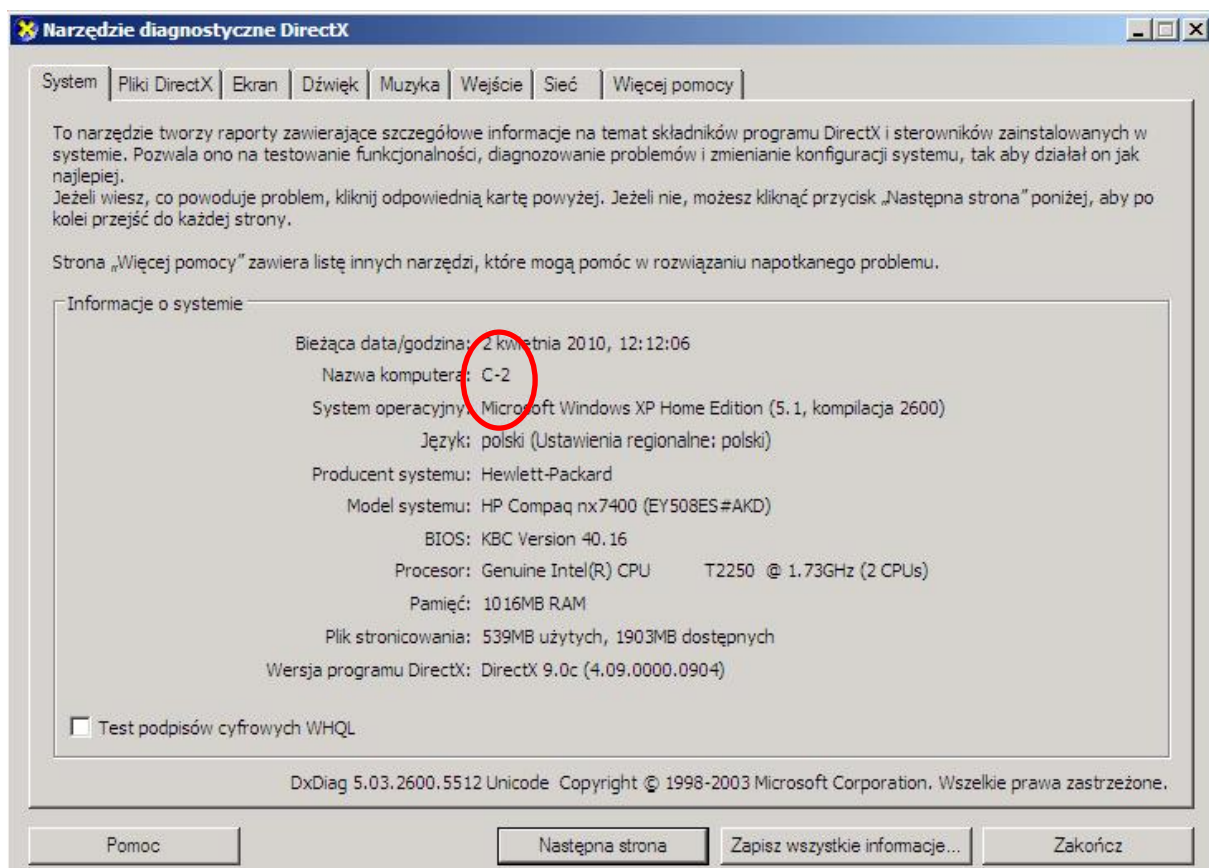 Narzędzie diagnostyczne DirectX
System Pliki DirectX Ekran Dźwięk Muzyka Wejście Sieć Więcej pomocy
To narzędzie tworzy raporty zawierające szczegółowe informacje na temat składników programu DirectX i sterowników zainstalowanych w
systemie. Pozwala ono na testowanie funkcjonalności, diagnozowanie problemów i zmienianie konfiguracji systemu, tak aby działał on jak
najlepiej.
Jeżeli wiesz, co powoduje problem, kliknij odpowiednią kartę powyżej. Jeżeli nie, możesz kliknąć przycisk „Następna strona” poniżej, aby po
kolei przejść do każdej strony.
Strona „Więcej pomocy” zawiera listę innych narzędzi, które mogą pomóc w rozwiązaniu napotkanego problemu.
Informacje o systemie
Bieżąca data/godzina: 2 kwietnia 2010, 12:12:06
Nazwa komputera: C-2
System operacyjny: Microsoft Windows XP Home Edition (5.1, kompilacja 2600)
Język: polski (Ustawienia regionalne: polski)
Producent systemu: Hewlett-Packard
Model systemu: HP Compaq nx7400 (EY508ES#AKD)
BIOS: KBC Version 40.16
Procesor: Genuine Intel(R) CPU T2250 @ 1.73GHz (2 CPUs)
Pamięć: 1016MB RAM
Plik stronicowania: 539MB użytych, 1903MB dostępnych
Wersja programu DirectX: DirectX 9.0c (4.09.0000.0904)
Test podpisów cyfrowych WHQL
DxDiag 5.03.2600.5512 Unicode Copyright © 1998-2003 Microsoft Corporation. Wszelkie prawa zastrzeżone.
Pomoc Następna strona Zapisz wszystkie informacje... Zakończ